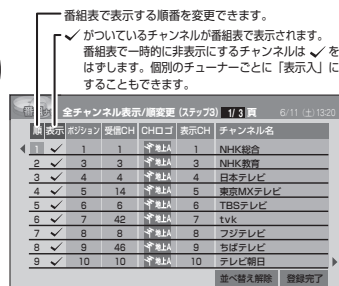 番組表で表示する順番を変更できます。
✓ がついているチャンネルが番組表で表示されます。
番組表で一時的に非表示にするチャンネルは ✓ を
はずします。個別のチューナーごとに「表示入」に
することもできます。
全チャンネル表示/順変更 (ステップ3) 1/3 頁 6/11 (土)13:20
順 表示 ポジション 受信CH CHロゴ 表示CH チャンネル名
1 ✓ 1 1 地上A 1 NHK総合
2 ✓ 3 3 地上A 3 NHK教育
3 ✓ 4 4 地上A 4 日本テレビ
4 ✓ 5 14 地上A 5 東京MXテレビ
5 ✓ 6 6 地上A 6 TBSテレビ
6 ✓ 7 42 地上A 7 tvk
7 ✓ 8 8 地上A 8 フジテレビ
8 ✓ 9 46 地上A 9 ちばテレビ
9 ✓ 10 10 地上A 10 テレビ朝日
並べ替え解除 登録完了